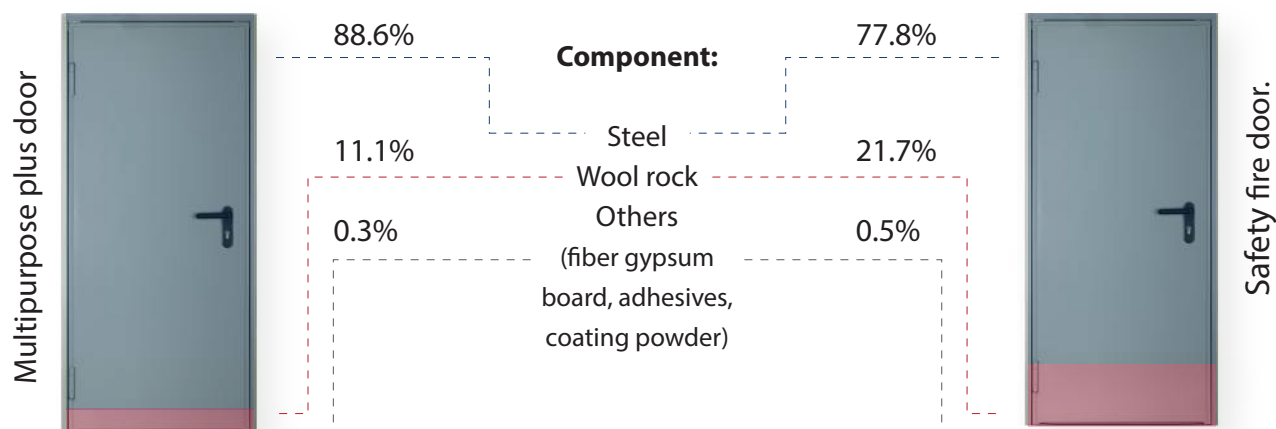 Multipurpose plus door
88.6%
Component:
77.8%
Steel
11.1%
21.7%
Wool rock
Others
0.3%
0.5%
(fiber gypsum
board, adhesives,
coating powder)
Safety fire door.